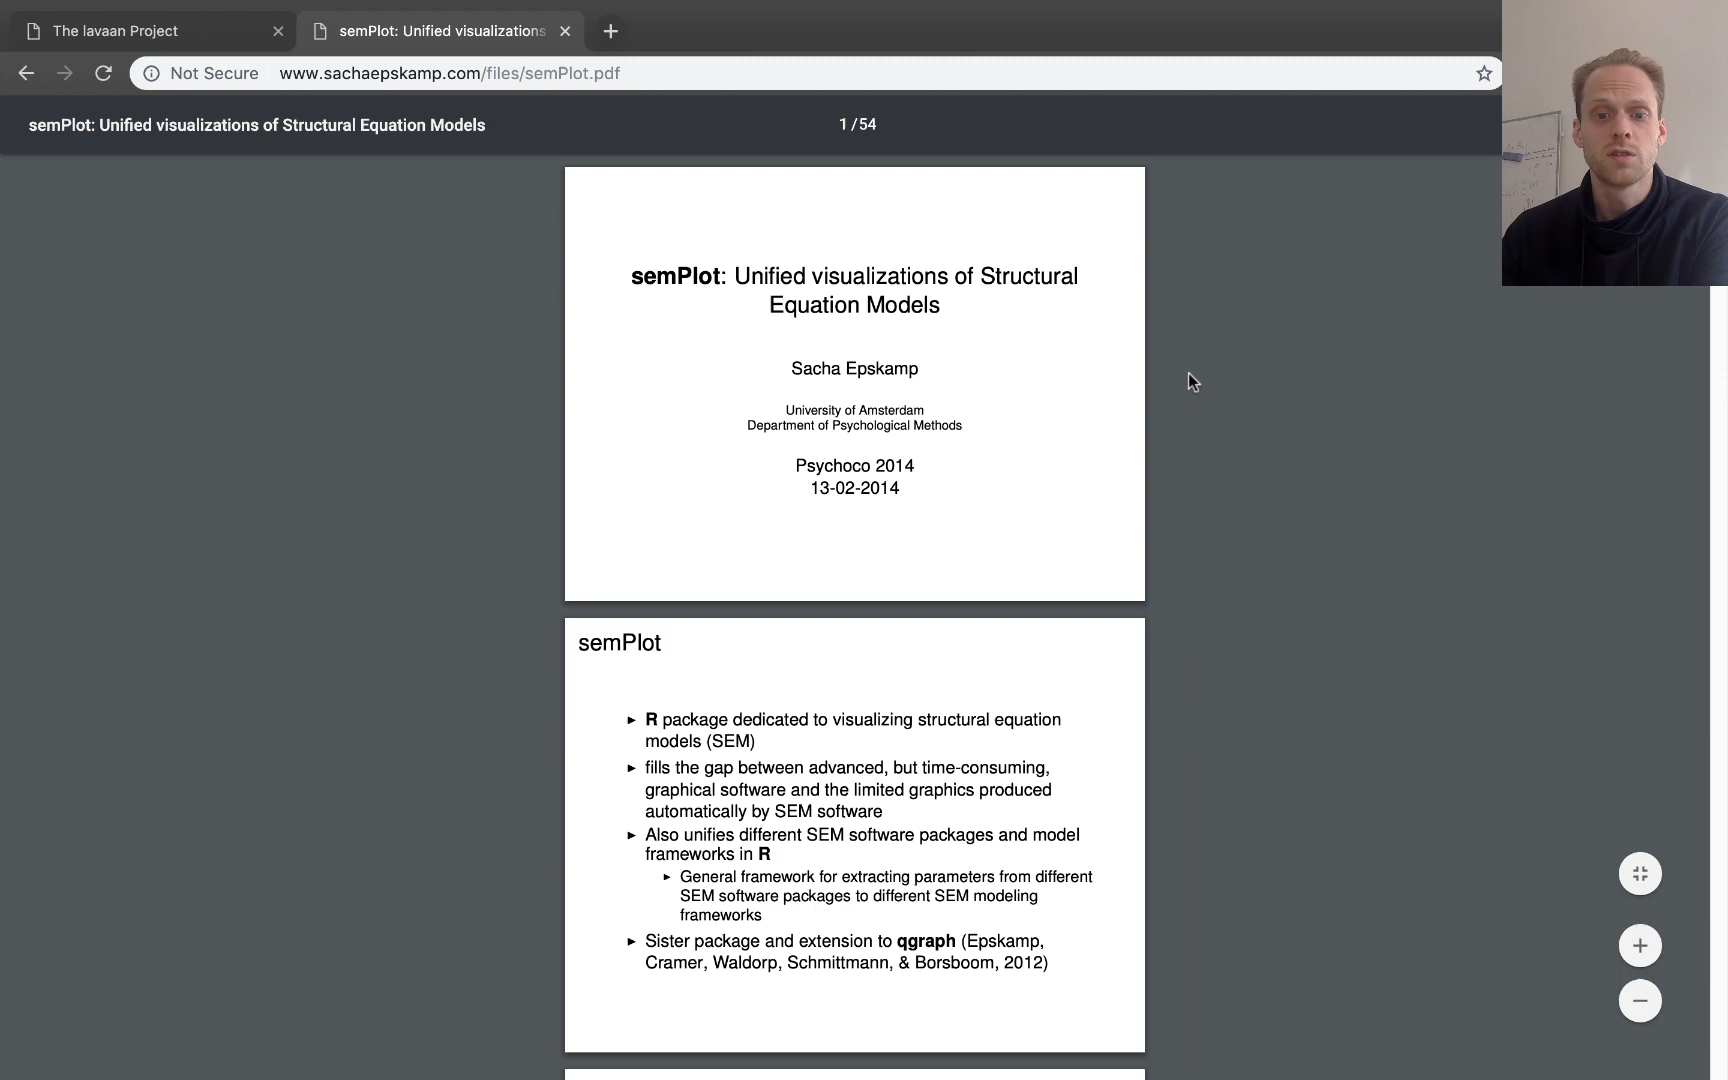 The lavaan Project
semPlot: Unified visualizations
Not Secure www.sachaepskamp.com/files/semPlot.pdf
semPlot: Unified visualizations of Structural Equation Models
1 / 54
semPlot: Unified visualizations of Structural
Equation Models
Sacha Epskamp
University of Amsterdam
Department of Psychological Methods
Psychoco 2014
13-02-2014
semPlot
► R package dedicated to visualizing structural equation
models (SEM)
► fills the gap between advanced, but time-consuming,
graphical software and the limited graphics produced
automatically by SEM software
► Also unifies different SEM software packages and model
frameworks in R
► General framework for extracting parameters from different
SEM software packages to different SEM modeling
frameworks
► Sister package and extension to qgraph (Epskamp,
Cramer, Waldorp, Schmittmann, & Borsboom, 2012)